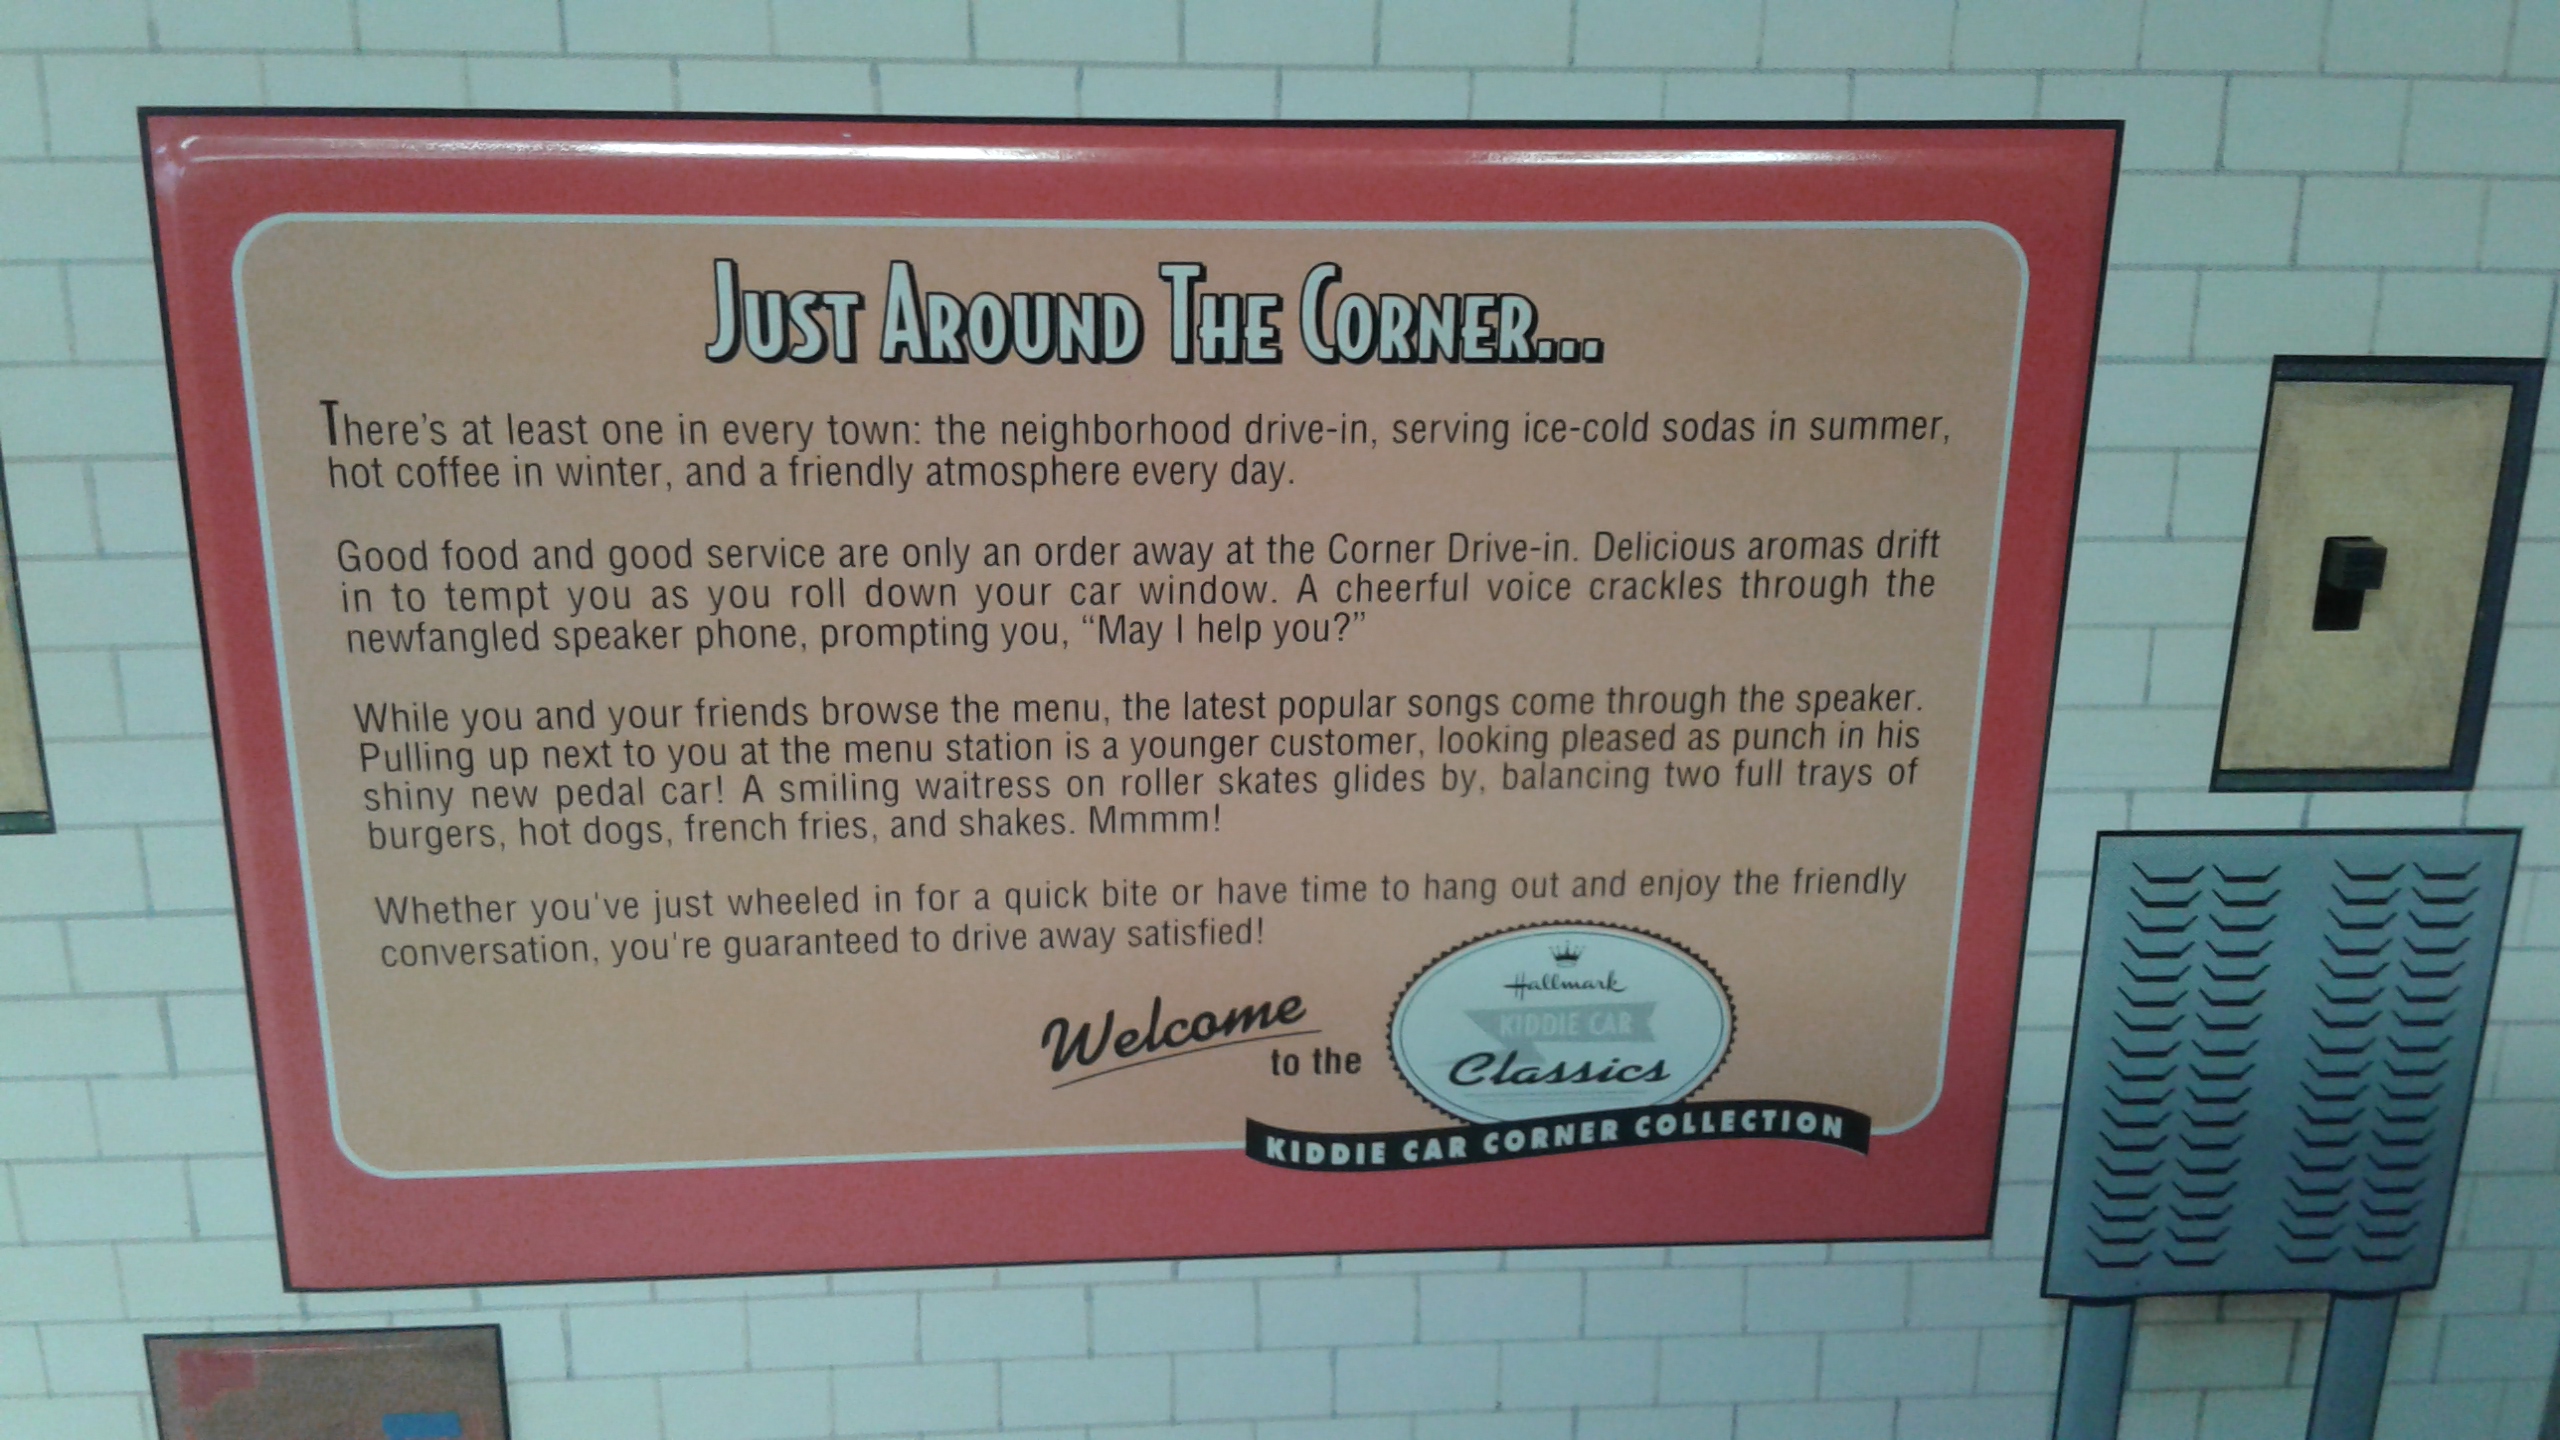 JUST AROUND THE CORNER...
There's at least one in every town: the neighborhood drive-in, serving ice-cold sodas in summer,
hot coffee in winter, and a friendly atmosphere every day.
Good food and good service are only an order away at the Corner Drive-in. Delicious aromas drift
in to tempt you as you roll down your car window. A cheerful voice crackles through the
newfangled speaker phone, prompting you, “May I help you?”
While you and your friends browse the menu, the latest popular songs come through the speaker.
Pulling up next to you at the menu station is a younger customer, looking pleased as punch in his
shiny new pedal car! A smiling waitress on roller skates glides by, balancing two full trays of
burgers, hot dogs, french fries, and shakes. Mmmm!
Whether you've just wheeled in for a quick bite or have time to hang out and enjoy the friendly
conversation, you're guaranteed to drive away satisfied!
Welcome
to the
Hallmark
KIDDIE CAR
Classics
KIDDIE CAR CORNER COLLECTION